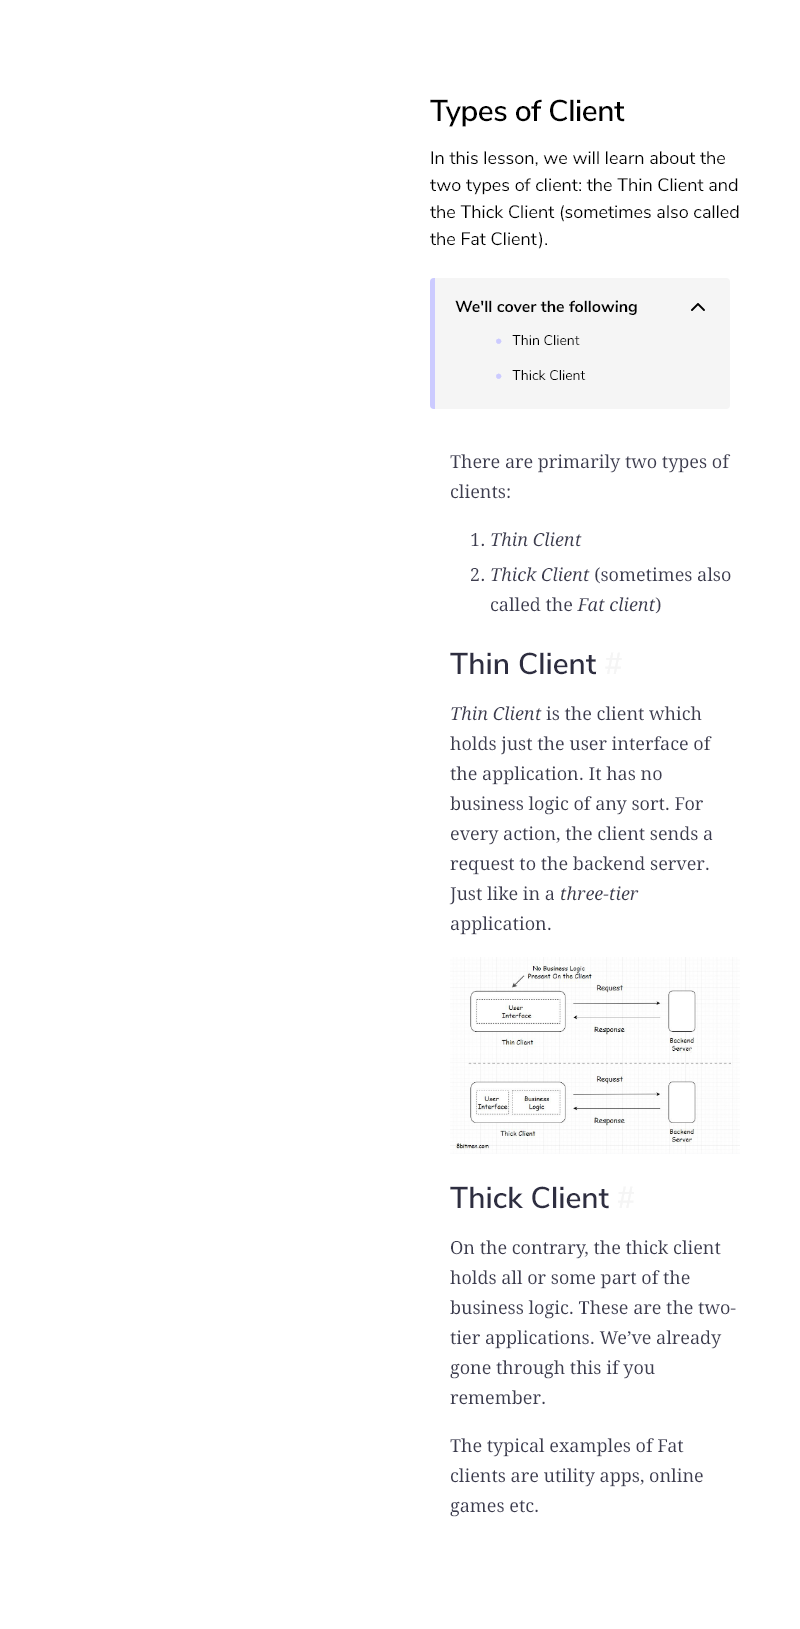 Types of Client
In this lesson, we will learn about the
two types of client: the Thin Client and
the Thick Client (sometimes also called
the Fat Client).
We'll cover the following
Thin Client
Thick Client
There are primarily two types of
clients:
1. Thin Client
2. Thick Client (sometimes also
called the Fat client)
Thin Client #
Thin Client is the client which
holds just the user interface of
the application. It has no
business logic of any sort. For
every action, the client sends a
request to the backend server.
Just like in a three-tier
application.
No Business Logic
Present On the Client
User
Interface
Thin Client
Request
Response
Backend
Server
User
Interface
Business
Logic
Thick Client
Request
Response
Backend
Server
8bitmen.com
Thick Client #
On the contrary, the thick client
holds all or some part of the
business logic. These are the two-
tier applications. We’ve already
gone through this if you
remember.
The typical examples of Fat
clients are utility apps, online
games etc.